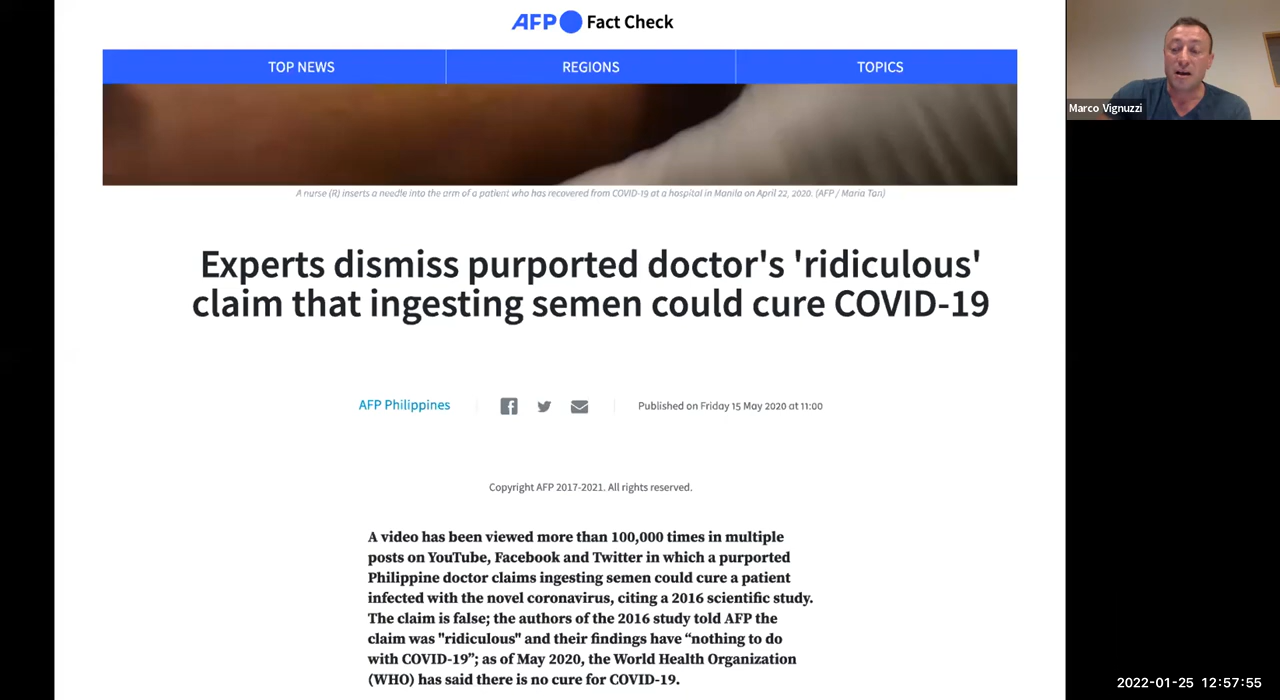 AFP Fact Check
TOP NEWS
REGIONS
TOPICS
Marco Vignuzzi
A nurse (R) inserts a needle into the arm of a patient who has recovered from COVID-19 at a hospital in Manila on April 22, 2020. (AFP / Maria Tan)
Experts dismiss purported doctor's 'ridiculous'
claim that ingesting semen could cure COVID-19
AFP Philippines
Published on Friday 15 May 2020 at 11:00
Copyright AFP 2017-2021. All rights reserved.
A video has been viewed more than 100,000 times in multiple
posts on YouTube, Facebook and Twitter in which a purported
Philippine doctor claims ingesting semen could cure a patient
infected with the novel coronavirus, citing a 2016 scientific study.
The claim is false; the authors of the 2016 study told AFP the
claim was "ridiculous" and their findings have “nothing to do
with COVID-19”; as of May 2020, the World Health Organization
(WHO) has said there is no cure for COVID-19.
2022-01-25 12:57:55